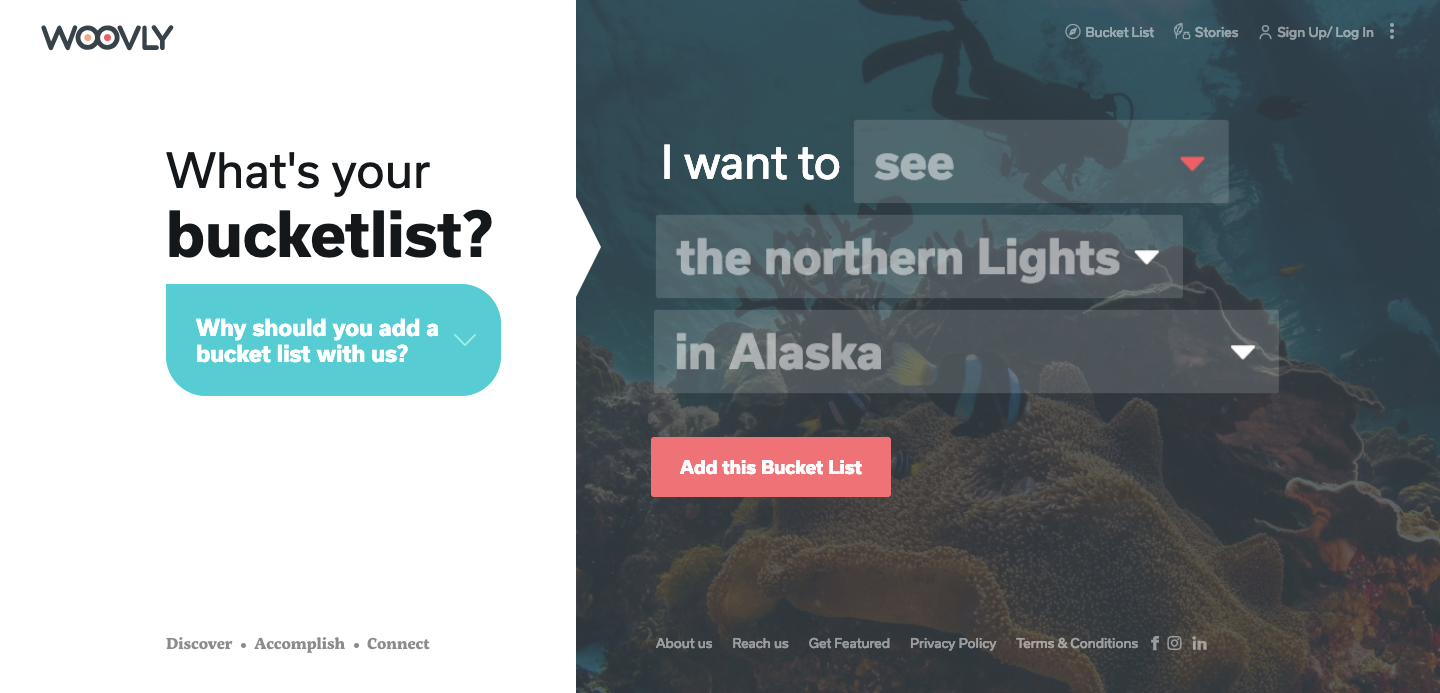 WOOVLY
Bucket List Stories Sign Up/ Log In
What's your
bucketlist?
Why should you add a
bucket list with us?
I want to see
the northern Lights
in Alaska
Add this Bucket List
Discover • Accomplish • Connect
About us Reach us Get Featured Privacy Policy Terms & Conditions